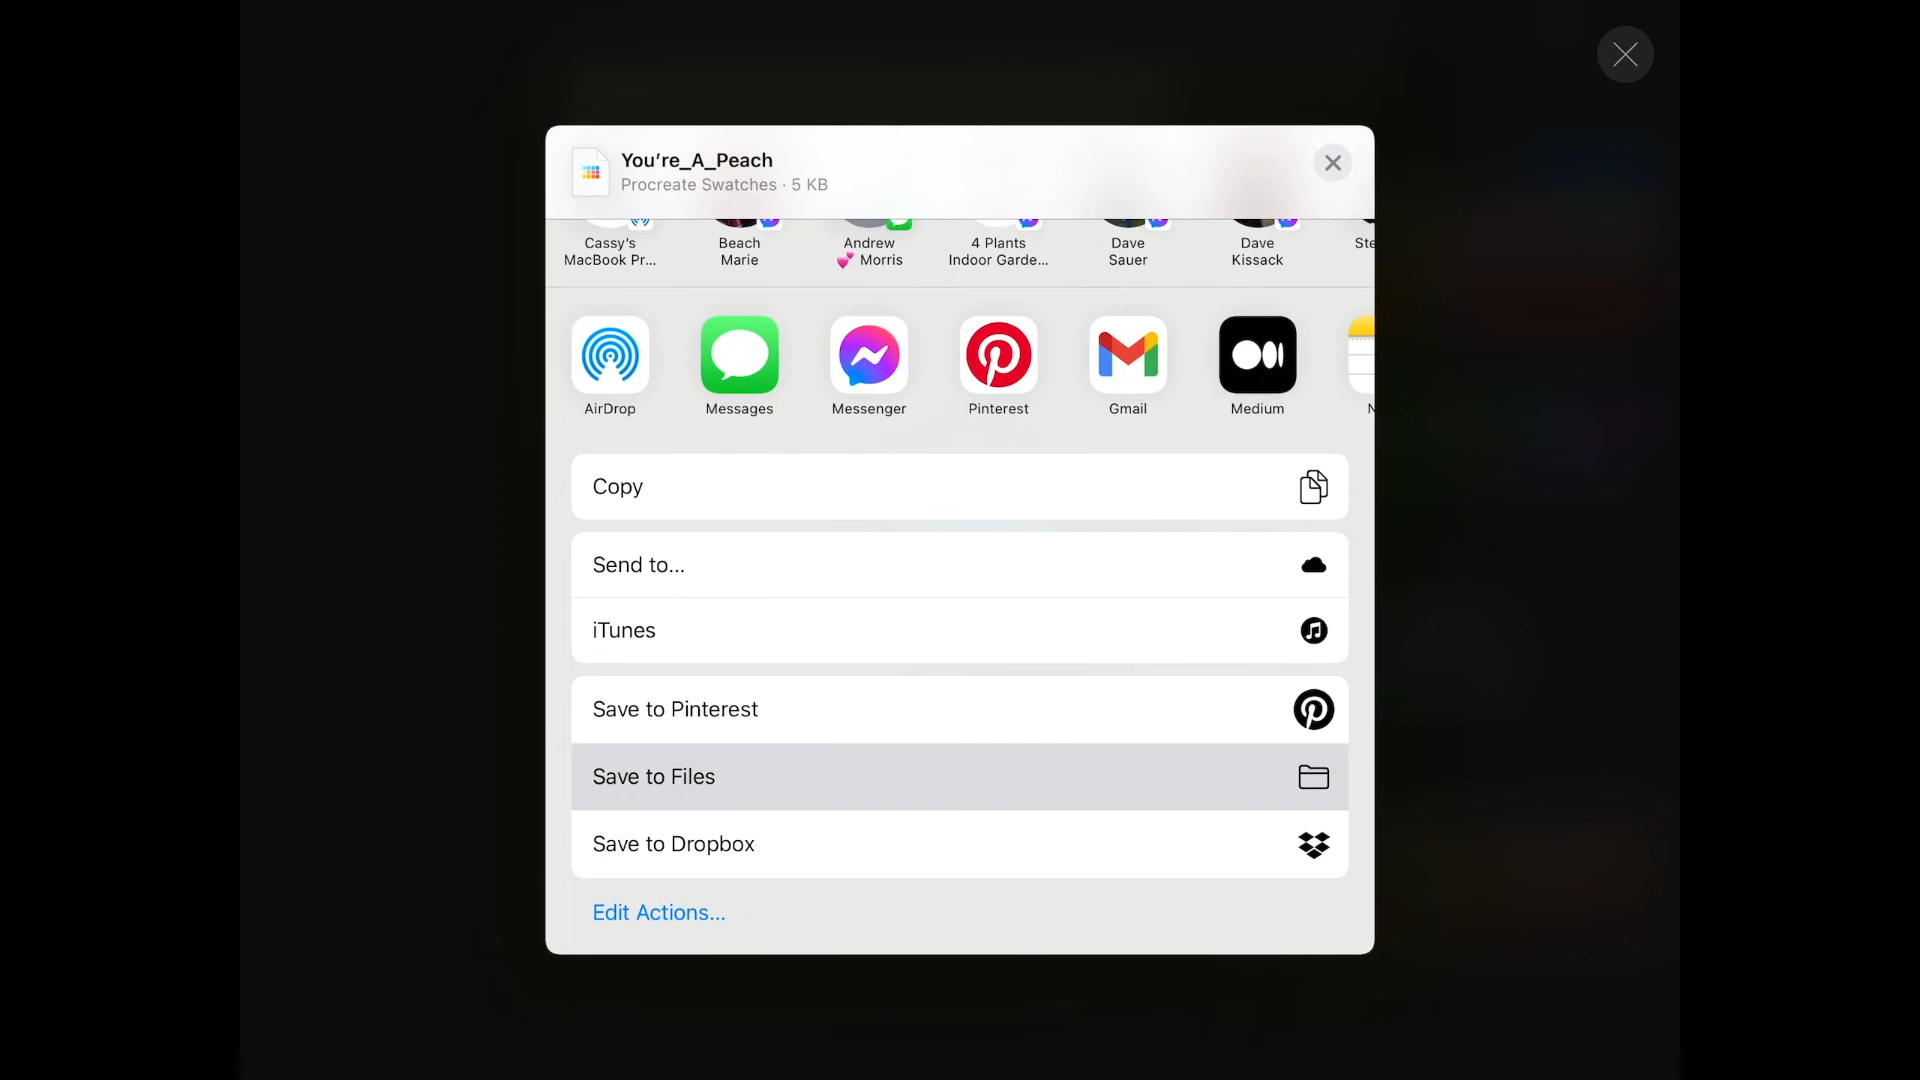 You're_A_Peach
Procreate Swatches · 5 KB
Cassy's
MacBook Pr...
Beach
Marie
Andrew
💕 Morris
4 Plants
Indoor Garde...
Dave
Sauer
Dave
Kissack
Ste
AirDrop
Messages
Messenger
Pinterest
Gmail
Medium
N
Copy
Send to...
iTunes
Save to Pinterest
Save to Files
Save to Dropbox
Edit Actions...